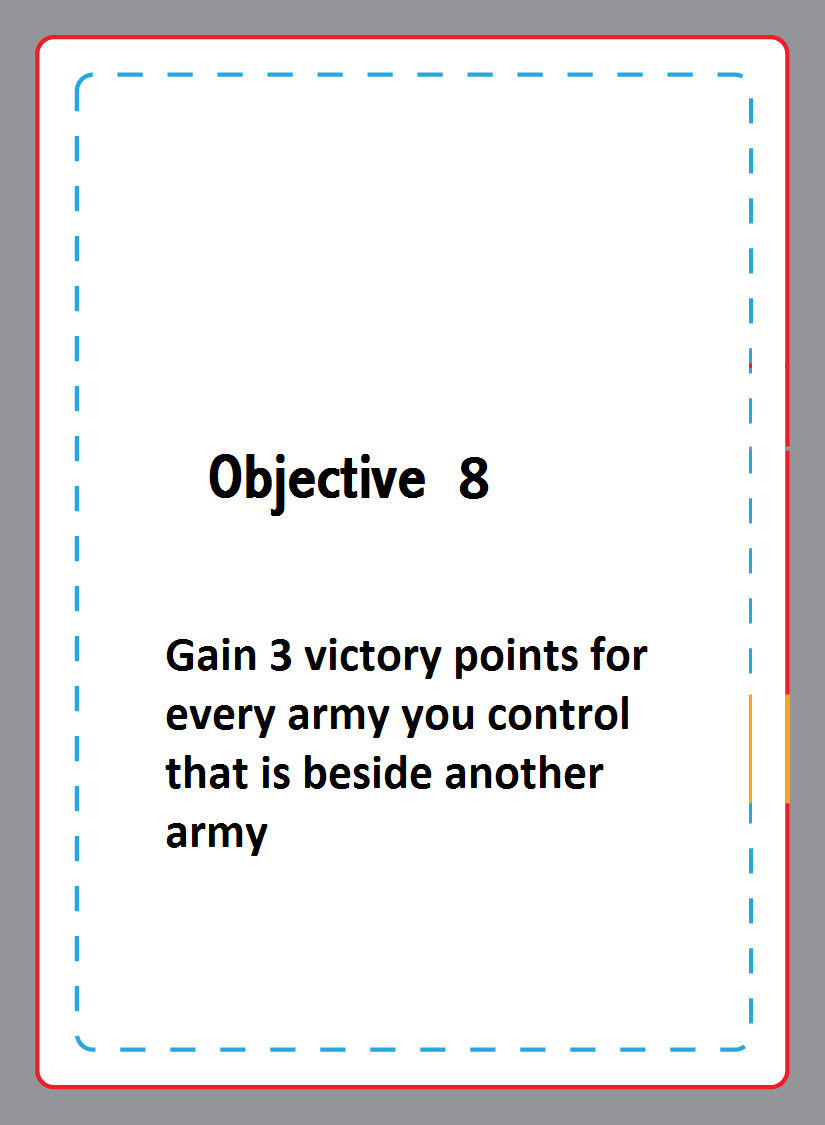 Objective 8
Gain 3 victory points for
every army you control
that is beside another
army